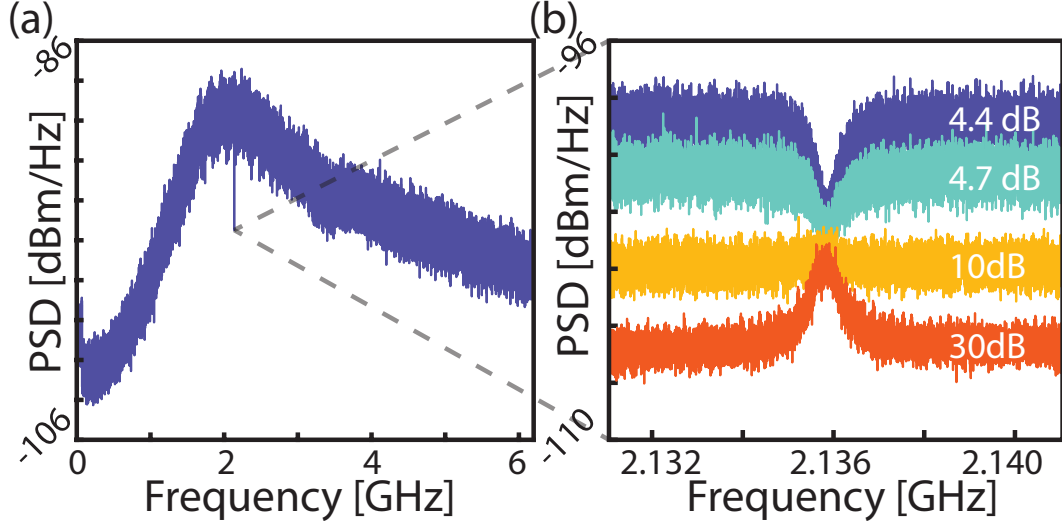 (a)
(b)
-86
-106
PSD [dBm/Hz]
0
2
4
6
Frequency [GHz]
-96
-110
PSD [dBm/Hz]
4.4 dB
4.7 dB
10dB
30dB
2.132
2.136
2.140
Frequency [GHz]